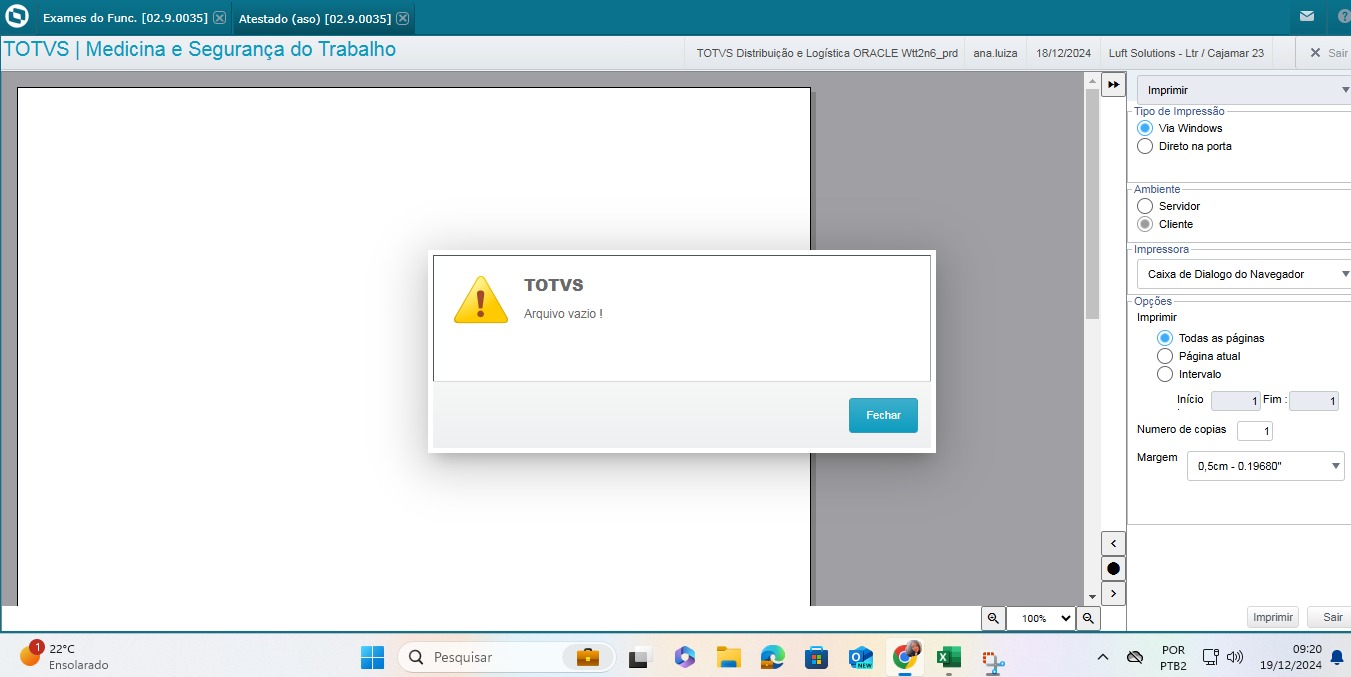 Exames do Func. [02.9.0035]
Atestado (aso) [02.9.0035]
TOTVS | Medicina e Segurança do Trabalho
TOTVS Distribuição e Logística ORACLE Wtt2n6_prd
ana.luiza
18/12/2024
Luft Solutions - Ltr / Cajamar 23
Sair
Imprimir
Tipo de Impressão
Via Windows
Direto na porta
Ambiente
Servidor
Cliente
Impressora
Caixa de Dialogo do Navegador
Opções
Imprimir
Todas as páginas
Página atual
Intervalo
Início :
1
Fim :
1
Numero de copias
1
Margem
0,5cm - 0.19680"
TOTVS
Arquivo vazio !
Fechar
100%
Imprimir
Sair
1
22°C
Ensolarado
Pesquisar
NEW
POR
PTB2
09:20
19/12/2024